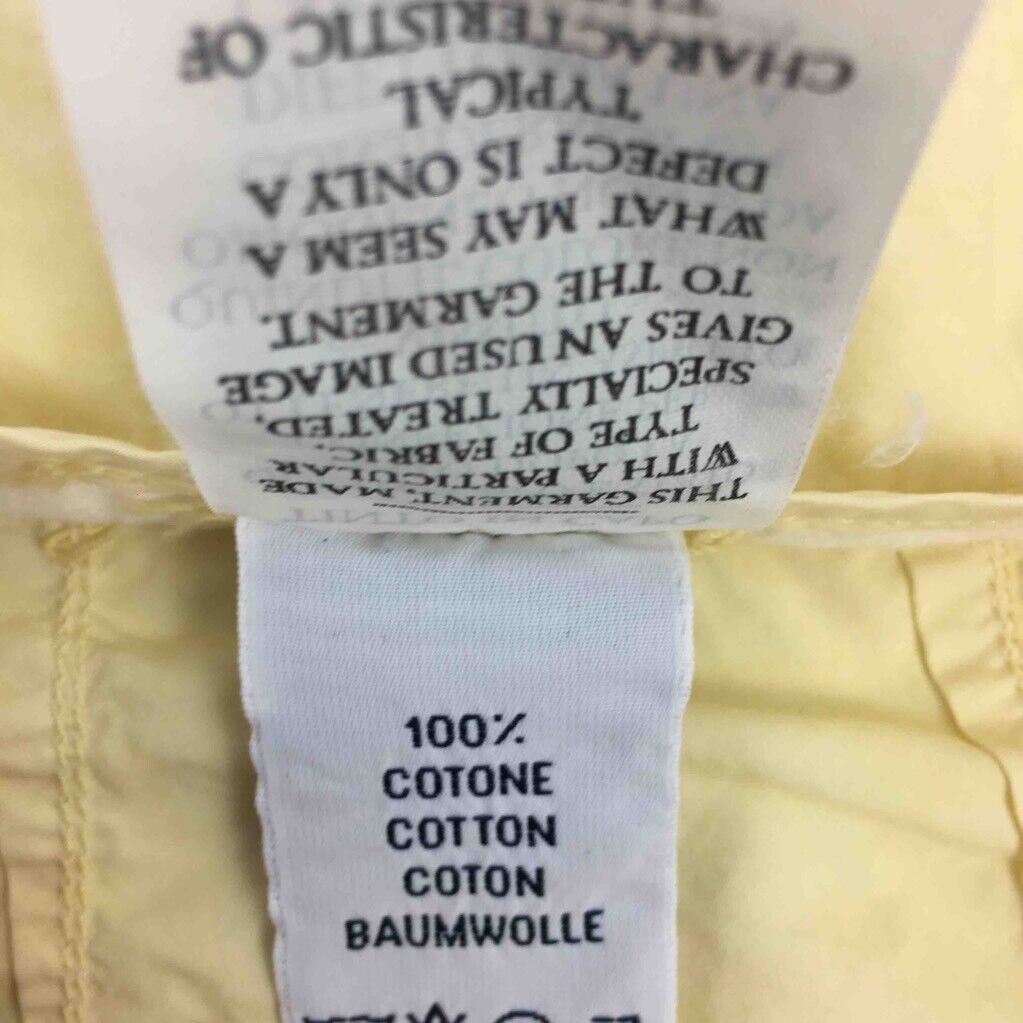 THIS GARMENT, MADE
WITH A PARTICULAR
TYPE OF FABRIC,
SPECIALLY TREATED,
GIVES AN USED IMAGE
TO THE GARMENT.
WHAT MAY SEEM A
DEFECT IS ONLY A
TYPICAL
CHARACTERISTIC OF
100%
COTONE
COTTON
COTON
BAUMWOLLE